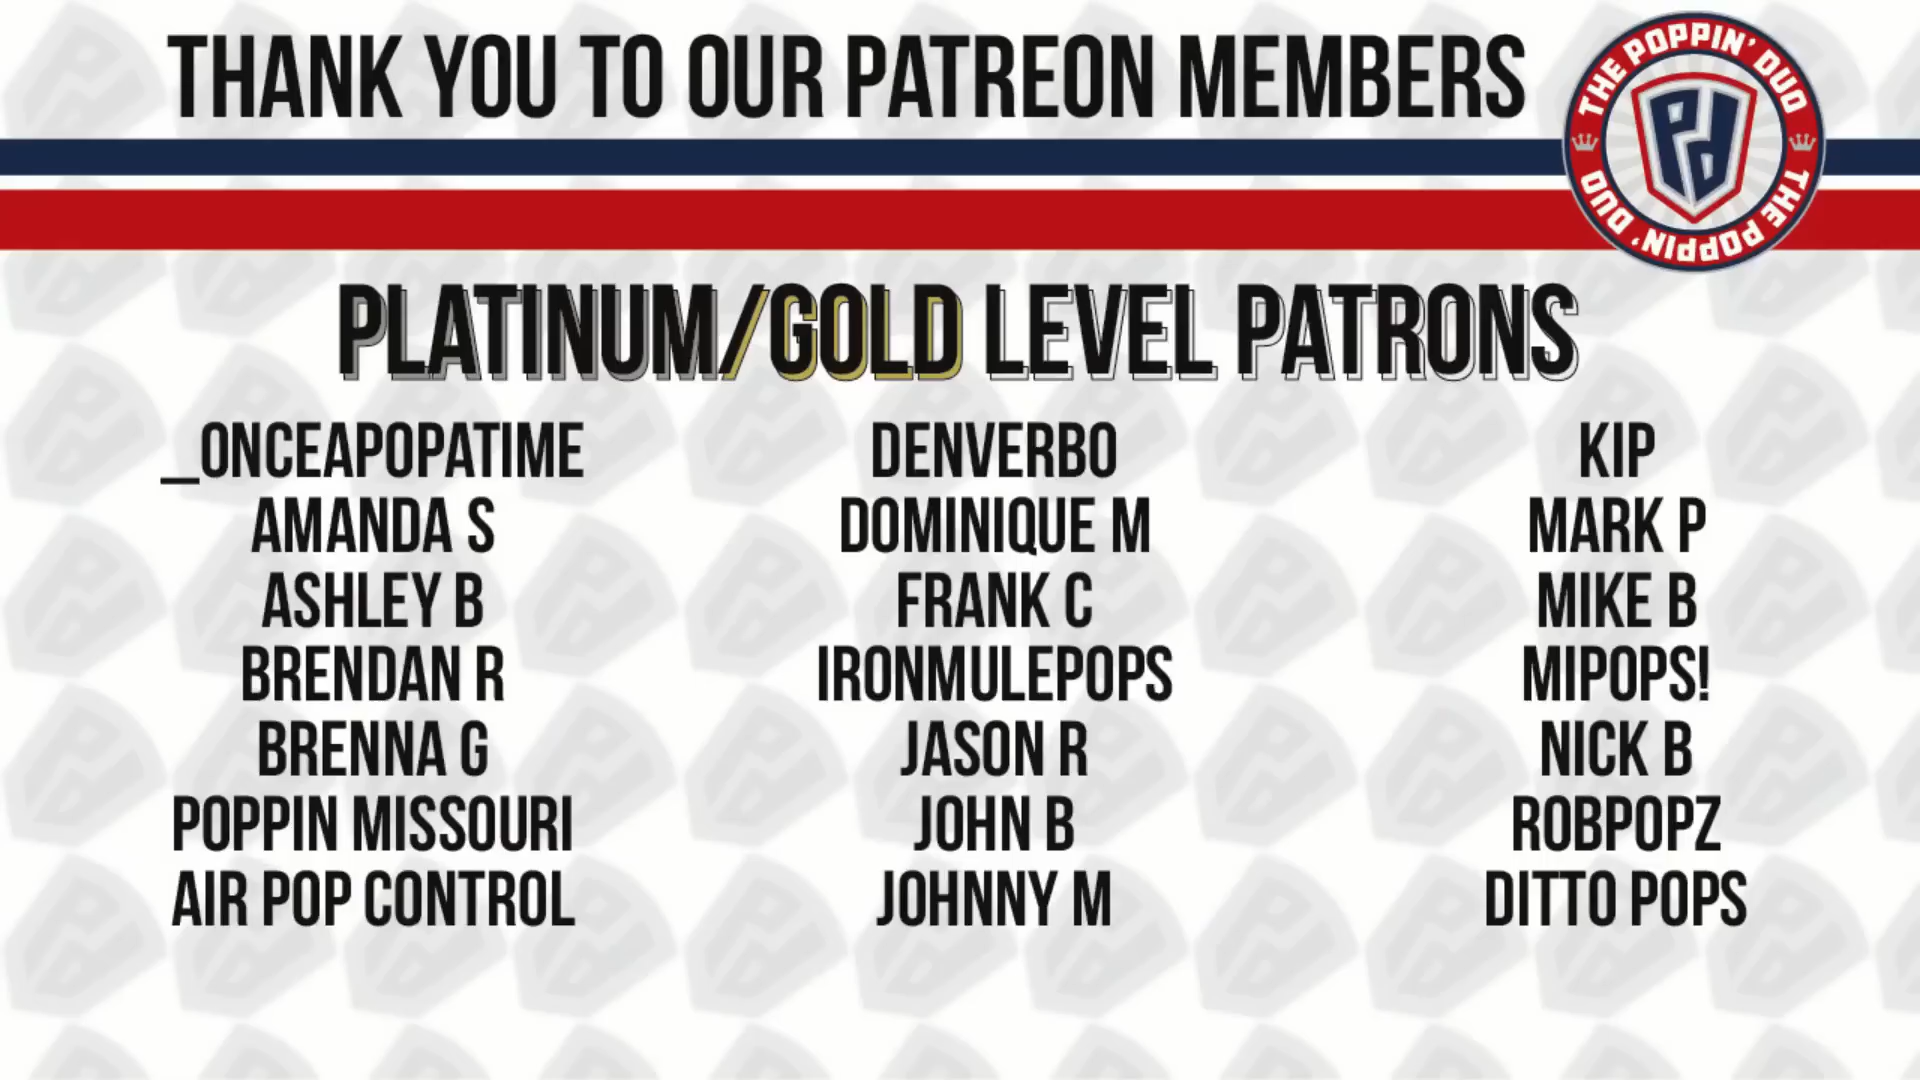 THANK YOU TO OUR PATREON MEMBERS
THE POPPIN' DUO
THE POPPIN' DUO
PD
PLATINUM/GOLD LEVEL PATRONS
_ONCEAPOPATIME
AMANDA S
ASHLEY B
BRENDAN R
BRENNA G
POPPIN MISSOURI
AIR POP CONTROL
DENVERBO
DOMINIQUE M
FRANK C
IRONMULEPOPS
JASON R
JOHN B
JOHNNY M
KIP
MARK P
MIKE B
MIPOPS!
NICK B
ROBPOPZ
DITTO POPS